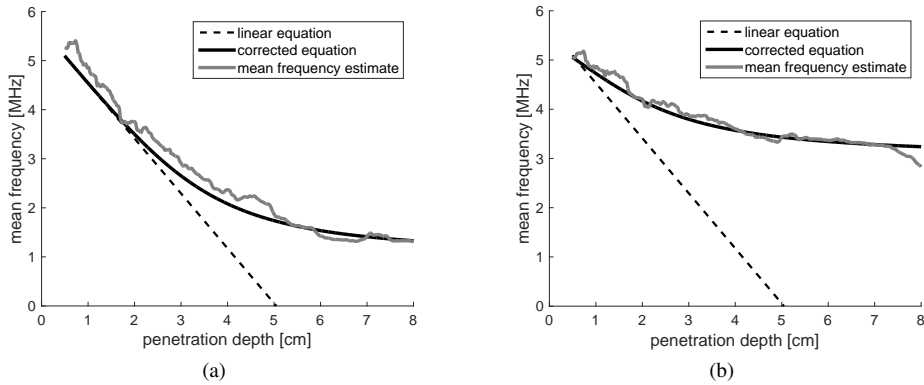 6
5
4
3
2
1
0
mean frequency [MHz]
linear equation
corrected equation
mean frequency estimate
0 1 2 3 4 5 6 7 8
penetration depth [cm]
(a)
6
5
4
3
2
1
0
mean frequency [MHz]
linear equation
corrected equation
mean frequency estimate
0 1 2 3 4 5 6 7 8
penetration depth [cm]
(b)